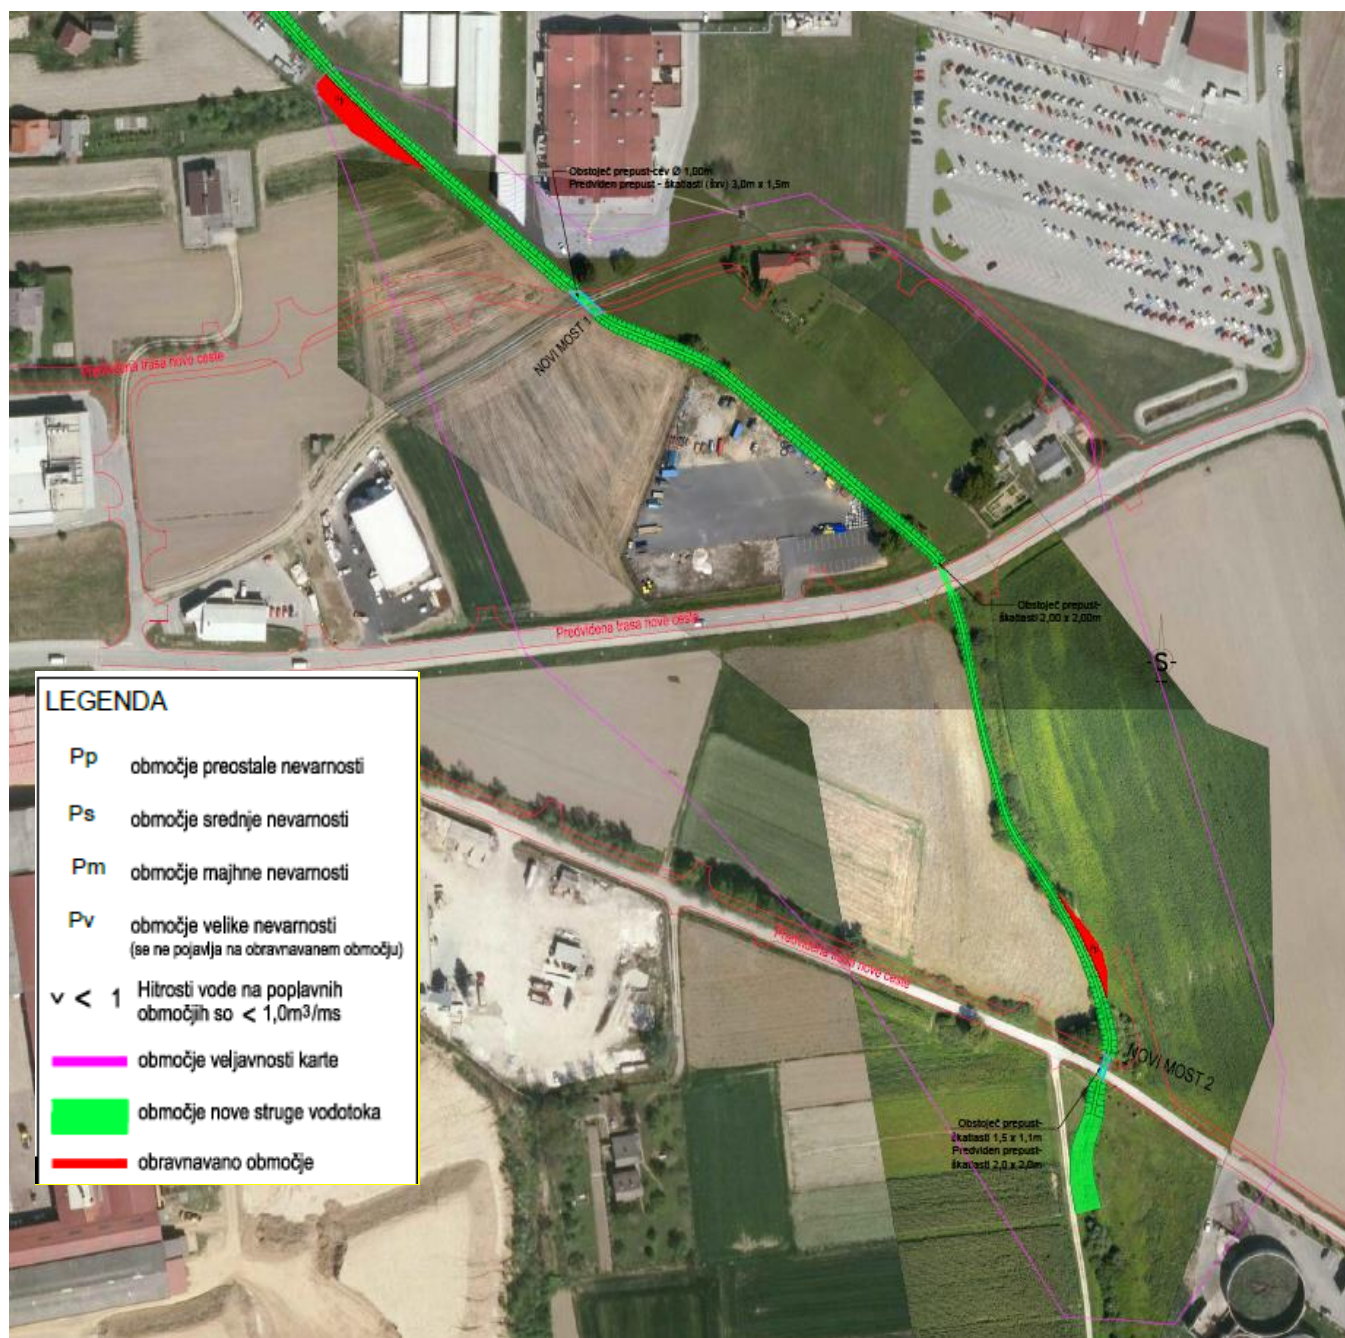 Obstoječ prepust-cev Ø 1,00m
Predviden prepust - škatlasti (šxv) 3,0m x 1,5m
NOVI MOST 1
Predvidena trasa nove ceste
Obstoječ prepust-
škatlasti 2,00 x 2,00m
Predvidena trasa nove ceste
S
LEGENDA
Pp območje preostale nevarnosti
Ps območje srednje nevarnosti
Pm območje majhne nevarnosti
Pv območje velike nevarnosti
(se ne pojavlja na obravnavanem območju)
v < 1 Hitrosti vode na poplavnih
območjih so < 1,0m³/ms
območje veljavnosti karte
območje nove struge vodotoka
obravnavano območje
Predvidena trasa nove ceste
NOVI MOST 2
Obstoječ prepust-
škatlasti 1,5 x 1,1m
Predviden prepust-
škatlasti 2,0 x 2,0m